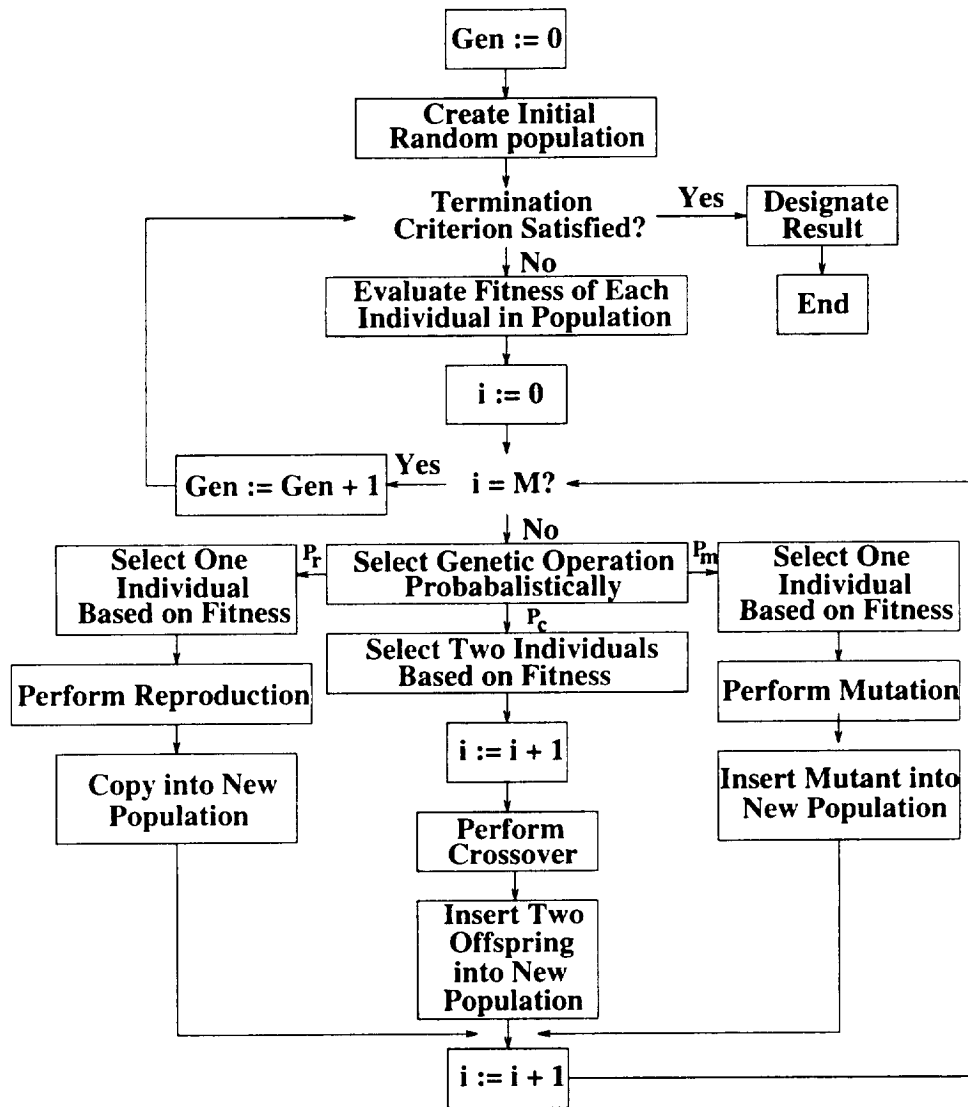 Gen := 0
Create Initial
Random population
Termination
Criterion Satisfied?
Yes
Designate
Result
End
No
Evaluate Fitness of Each
Individual in Population
i := 0
i = M?
Yes
Gen := Gen + 1
No
Select Genetic Operation
Probabalistically
Pr
Select One
Individual
Based on Fitness
Perform Reproduction
Copy into New
Population
Pc
Select Two Individuals
Based on Fitness
i := i + 1
Perform
Crossover
Insert Two
Offspring
into New
Population
Pm
Select One
Individual
Based on Fitness
Perform Mutation
Insert Mutant into
New Population
i := i + 1